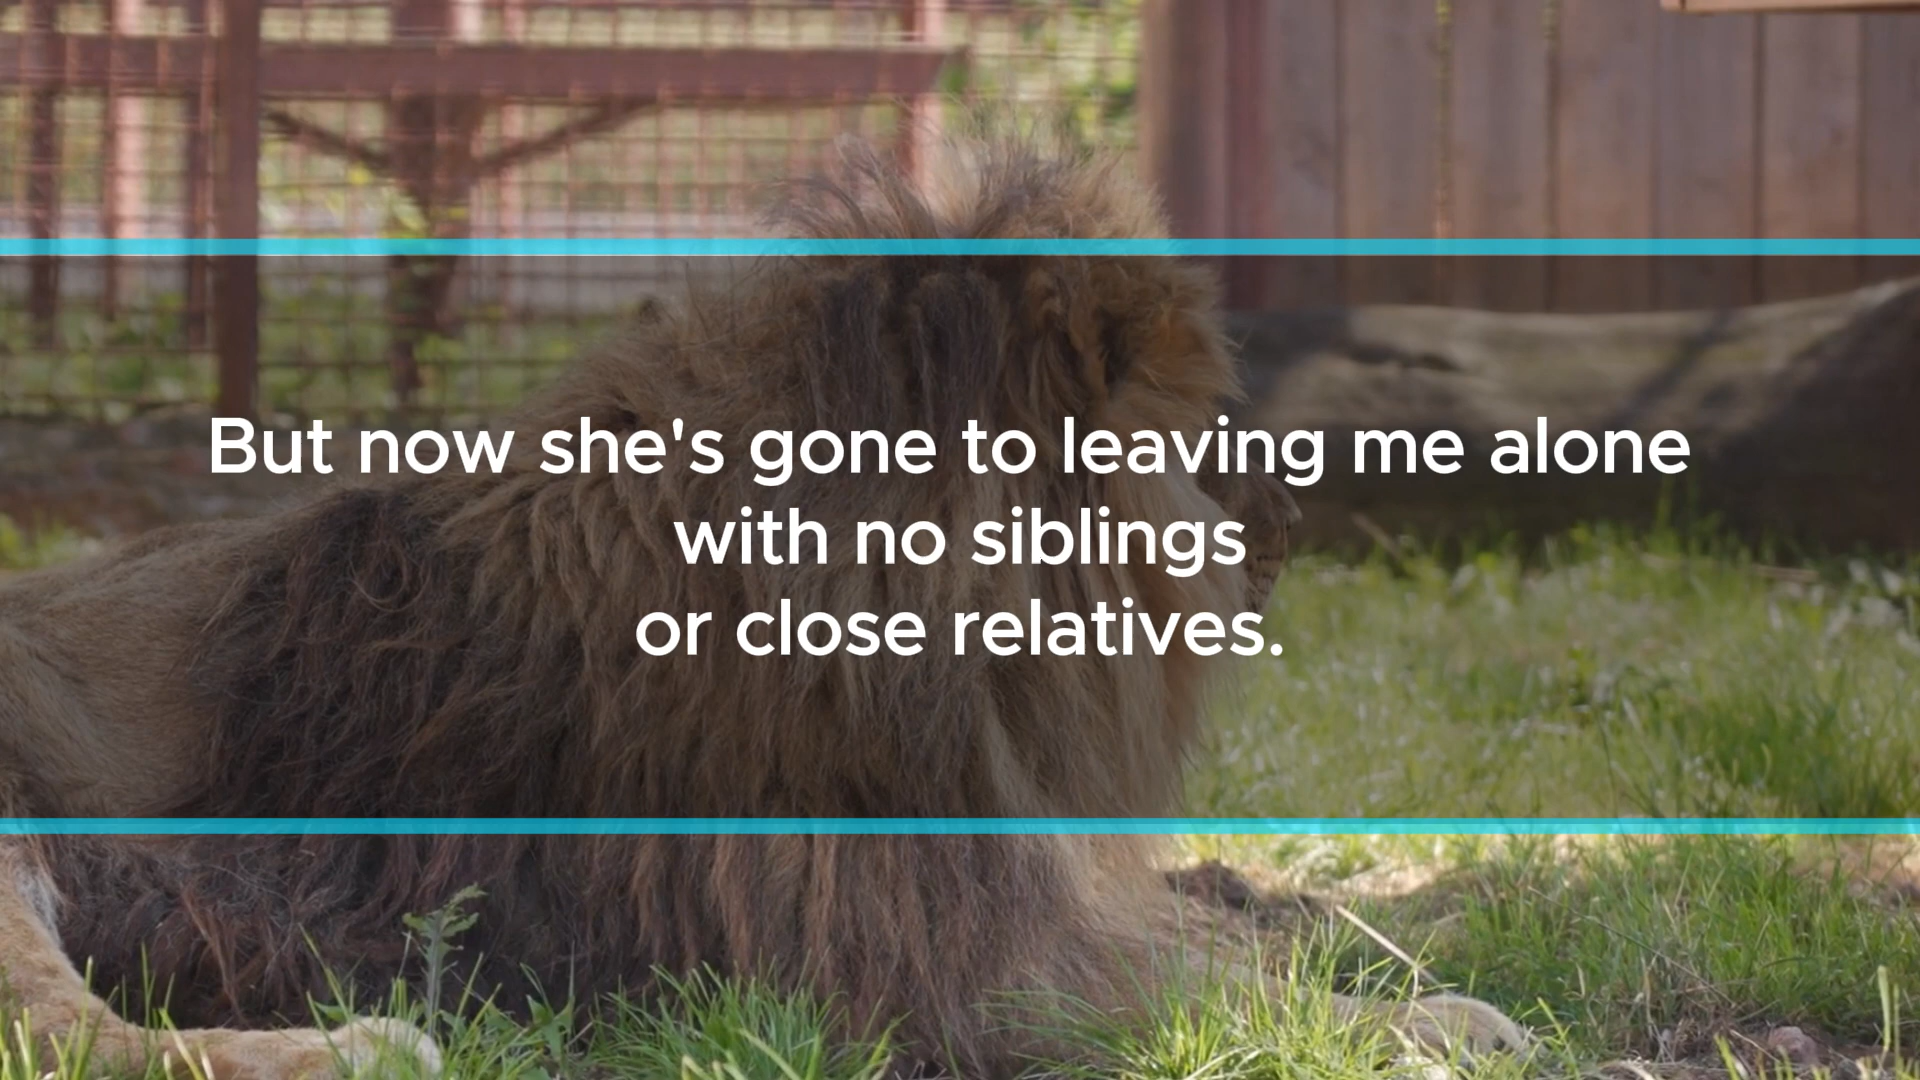 But now she's gone to leaving me alone
with no siblings
or close relatives.